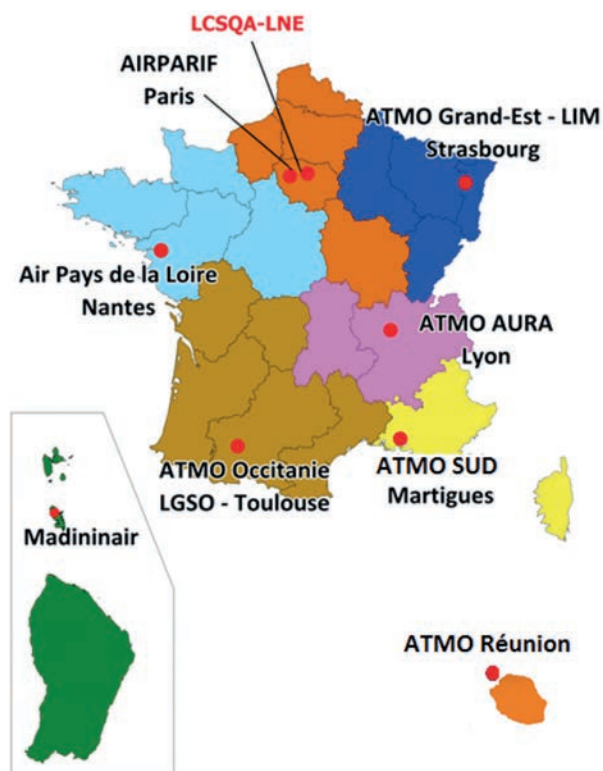 LCSQA-LNE
AIRPARIF
Paris
ATMO Grand-Est - LIM
Strasbourg
Air Pays de la Loire
Nantes
ATMO AURA
Lyon
ATMO Occitanie
LGSO - Toulouse
ATMO SUD
Martigues
Madininair
ATMO Réunion